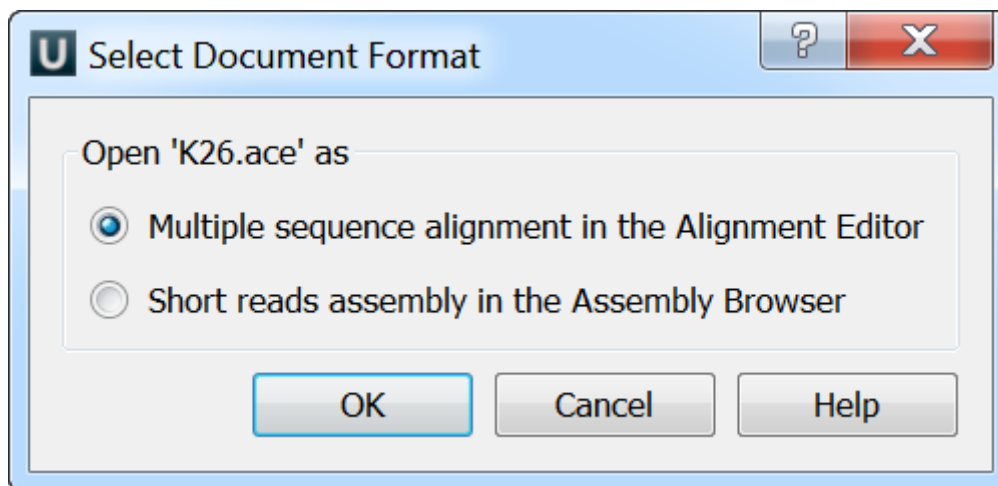 U Select Document Format ?
Open 'K26.ace' as
Multiple sequence alignment in the Alignment Editor
Short reads assembly in the Assembly Browser
OK Cancel Help